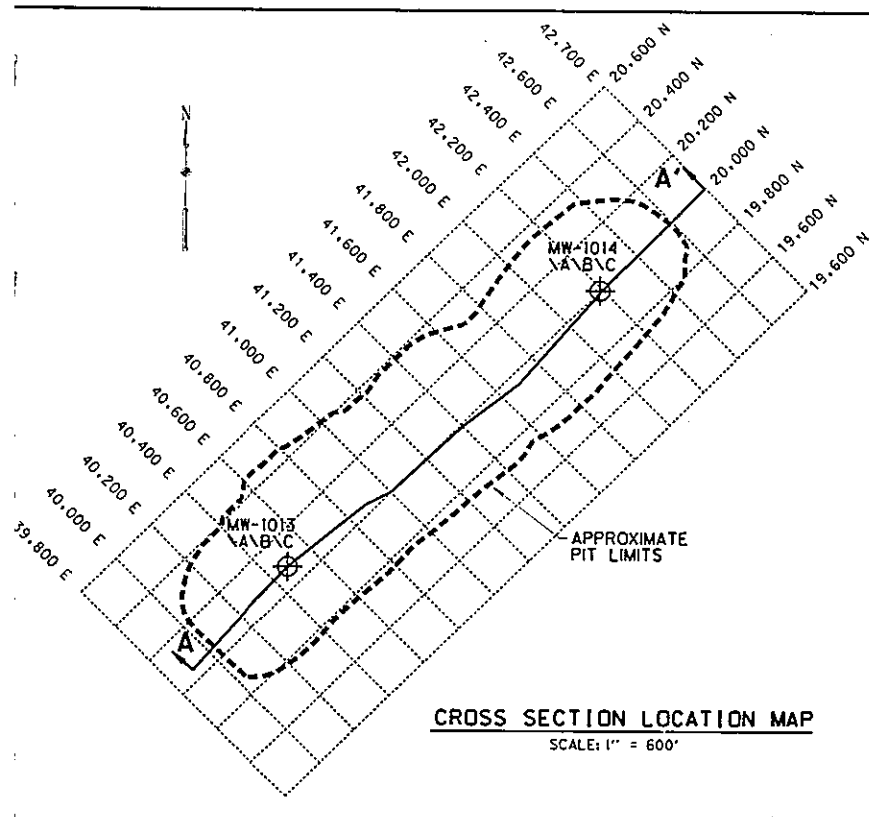 N
42,700 E
42,600 E
42,400 E
42,200 E
42,000 E
41,800 E
41,600 E
41,400 E
41,200 E
41,000 E
40,800 E
40,600 E
40,400 E
40,200 E
40,000 E
39,800 E
20,600 N
20,400 N
20,200 N
20,000 N
19,800 N
19,600 N
19,600 N
A'
MW-1014
\A\B\C
MW-1013
\A\B\C
A
APPROXIMATE
PIT LIMITS
CROSS SECTION LOCATION MAP
SCALE: 1" = 600'